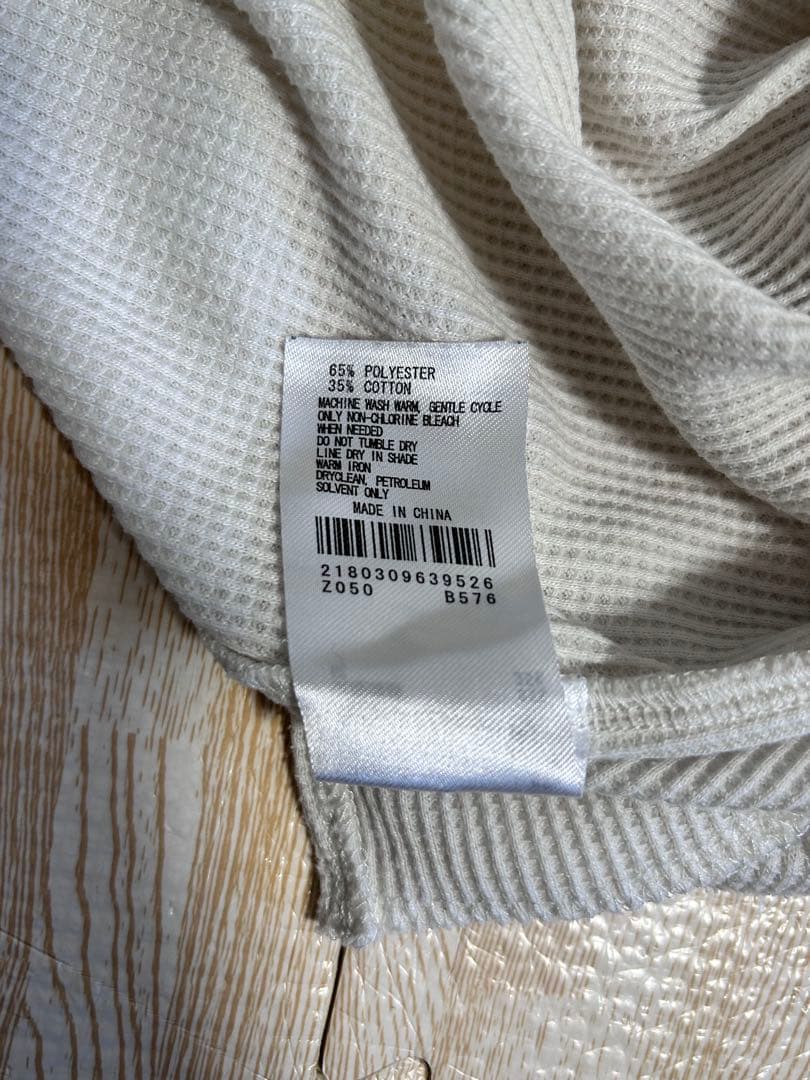 65% POLYESTER
35% COTTON
MACHINE WASH WARM, GENTLE CYCLE
ONLY NON-CHLORINE BLEACH
WHEN NEEDED
DO NOT TUMBLE DRY
LINE DRY IN SHADE
WARM IRON
DRYCLEAN, PETROLEUM
SOLVENT ONLY
MADE IN CHINA
2180309639526
Z050 B576